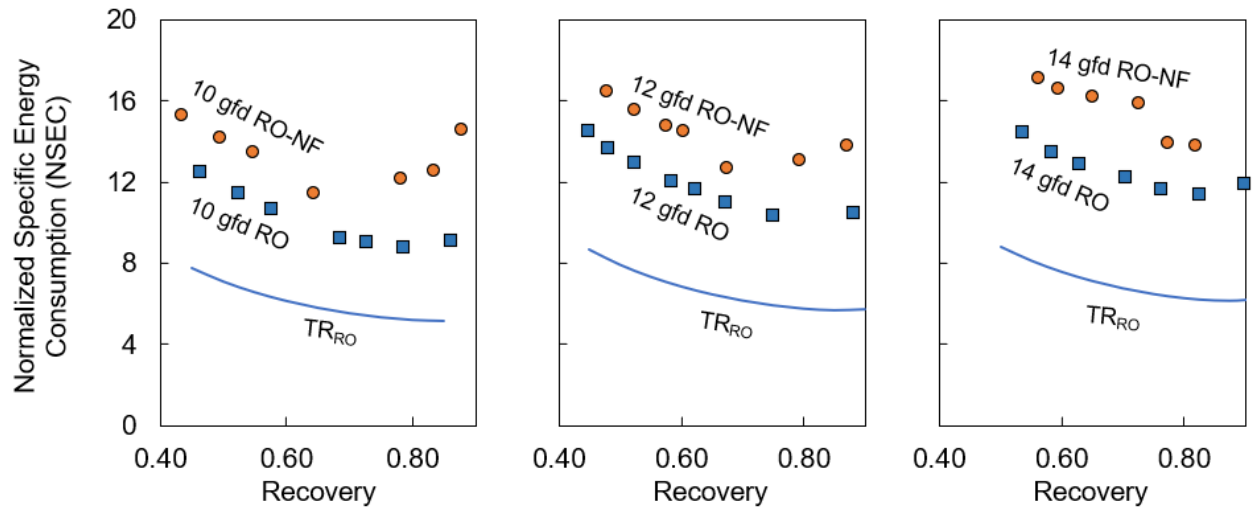 Normalized Specific Energy
Consumption (NSEC)
20
16
12
8
4
0
10 gfd RO-NF
10 gfd RO
TRRO
0.40 0.60 0.80
Recovery
12 gfd RO-NF
12 gfd RO
TRRO
0.40 0.60 0.80
Recovery
14 gfd RO-NF
14 gfd RO
TRRO
0.40 0.60 0.80
Recovery